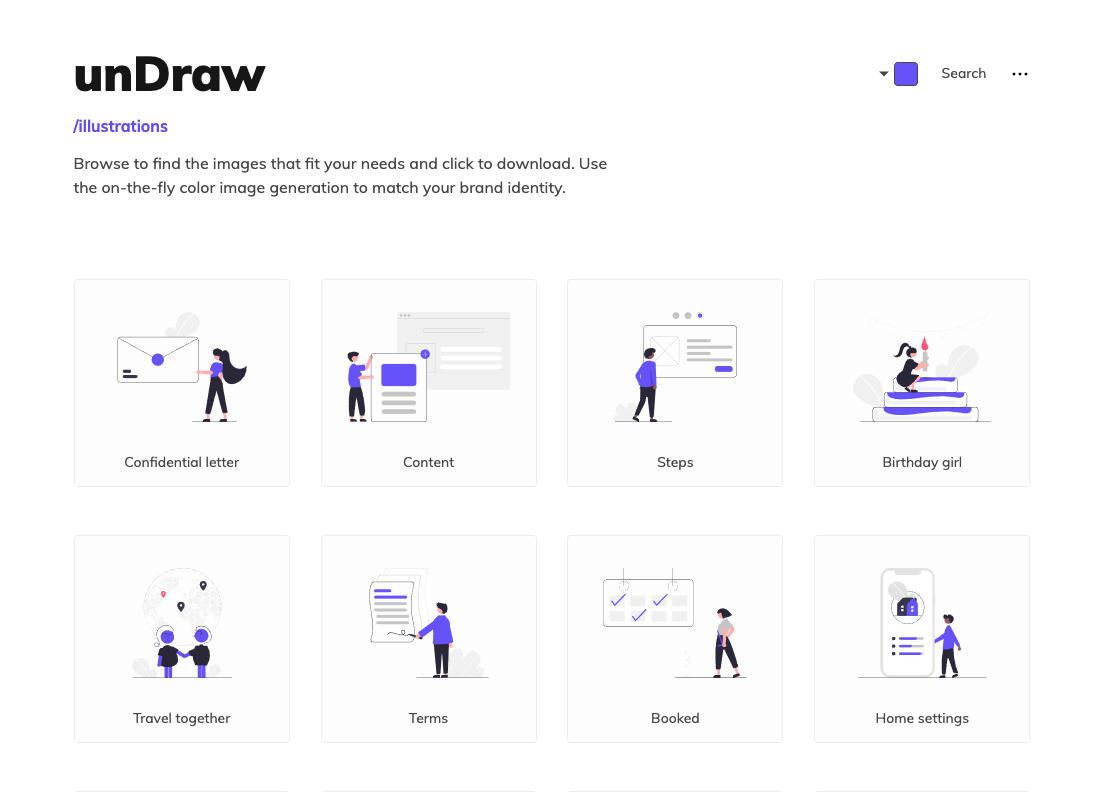 unDraw
Search
/illustrations
Browse to find the images that fit your needs and click to download. Use
the on-the-fly color image generation to match your brand identity.
Confidential letter
Content
Steps
Birthday girl
Travel together
Terms
Booked
Home settings